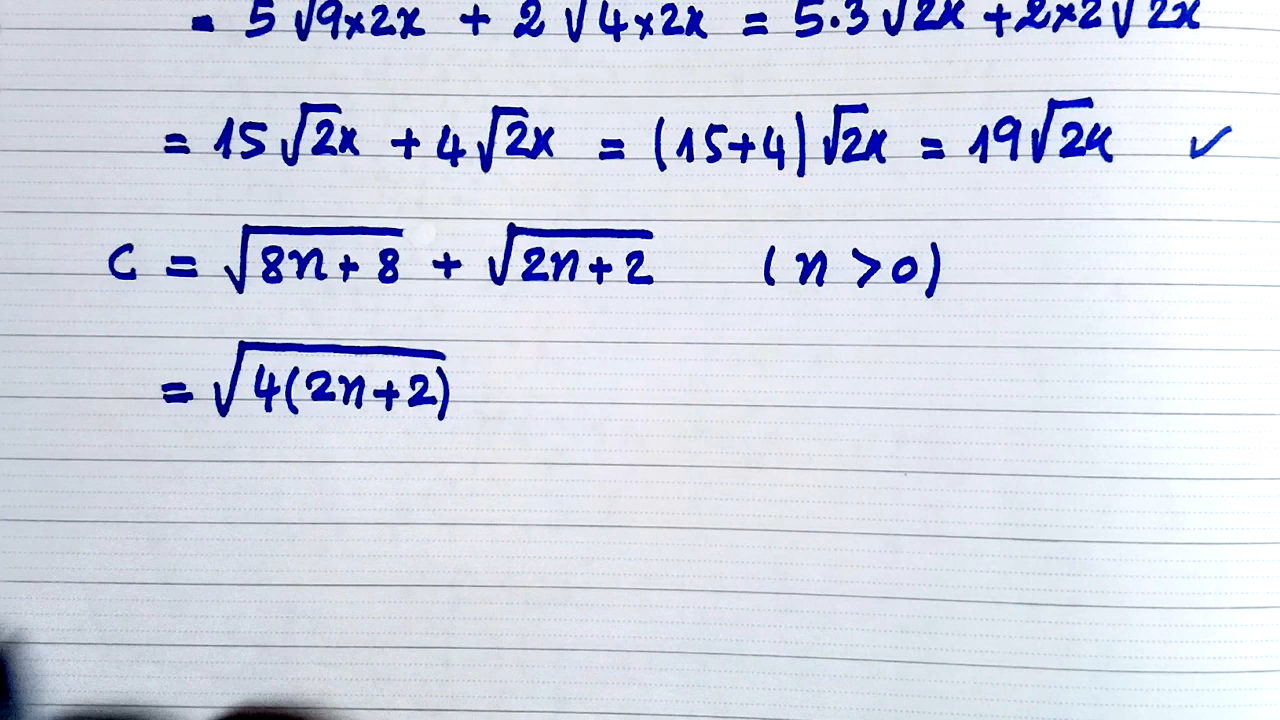 = 5 √9×2x + 2 √4×2x = 5.3 √2x + 2×2 √2x
= 15 √2x + 4 √2x = (15+4) √2x = 19 √2x ✓
C = √8n+8 + √2n+2 (n > 0)
= √4(2n+2)